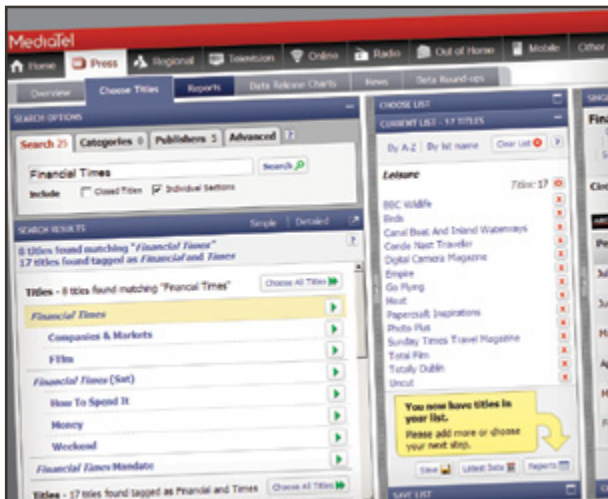 MediaTel
Home
Press
Regional
Television
Online
Radio
Out of Home
Mobile
Other
Overview
Choose Titles
Reports
Data Release Charts
News
Data Round-ups
SEARCH OPTIONS
Search 25
Categories 0
Publishers 5
Advanced
?
Financial Times
Search
Include
Closed Titles
Individual Sections
SEARCH RESULTS
Simple
Detailed
8 titles found matching "Financial Times"
17 titles found tagged as Financial and Times
?
Titles - 8 titles found matching "Financial Times"
Choose All Titles
Financial Times
Companies & Markets
FTfm
Financial Times (Sat)
How To Spend It
Money
Weekend
Financial Times Mandate
Titles - 17 titles found tagged as Financial and Times
Choose All Titles
CHOOSE LIST
CURRENT LIST - 17 TITLES
By A-Z
By list name
Clear List
?
Leisure
Titles: 17
BBC Wildlife
Birds
Canal Boat And Inland Waterways
Conde Nast Traveller
Digital Camera Magazine
Empire
Go Flying
Heat
Papercraft Inspirations
Photo Plus
Sunday Times Travel Magazine
Total Film
Totally Dublin
Uncut
You now have titles in
your list.
Please add more or choose
your next step.
Save
Latest Data
Reports
SAVE LIST